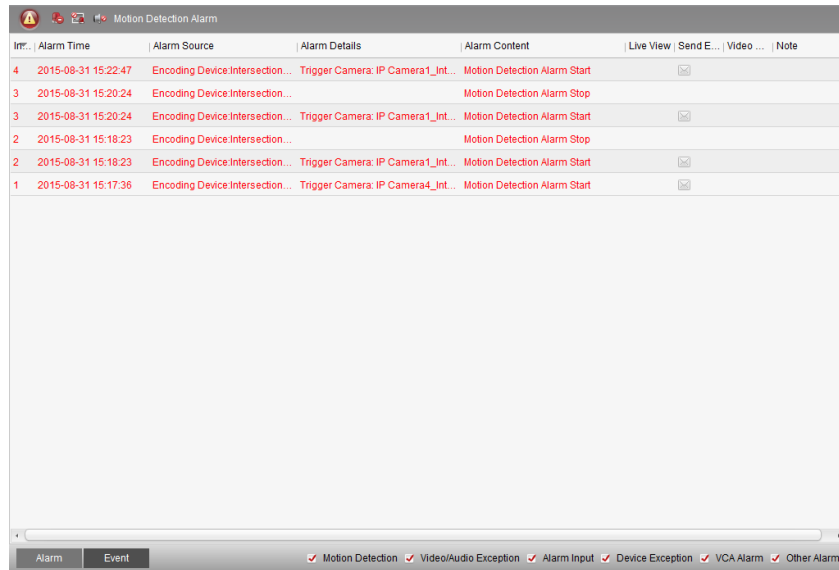 Motion Detection Alarm
Alarm Time Alarm Source Alarm Details Alarm Content Live View Send E... Video ... Note
4 2015-08-31 15:22:47 Encoding Device:Intersection... Trigger Camera: IP Camera1_Int... Motion Detection Alarm Start
3 2015-08-31 15:20:24 Encoding Device:Intersection... Motion Detection Alarm Stop
3 2015-08-31 15:20:24 Encoding Device:Intersection... Trigger Camera: IP Camera1_Int... Motion Detection Alarm Start
2 2015-08-31 15:18:23 Encoding Device:Intersection... Motion Detection Alarm Stop
2 2015-08-31 15:18:23 Encoding Device:Intersection... Trigger Camera: IP Camera1_Int... Motion Detection Alarm Start
1 2015-08-31 15:17:36 Encoding Device:Intersection... Trigger Camera: IP Camera4_Int... Motion Detection Alarm Start
Alarm Event Motion Detection Video/Audio Exception Alarm Input Device Exception VCA Alarm Other Alarm